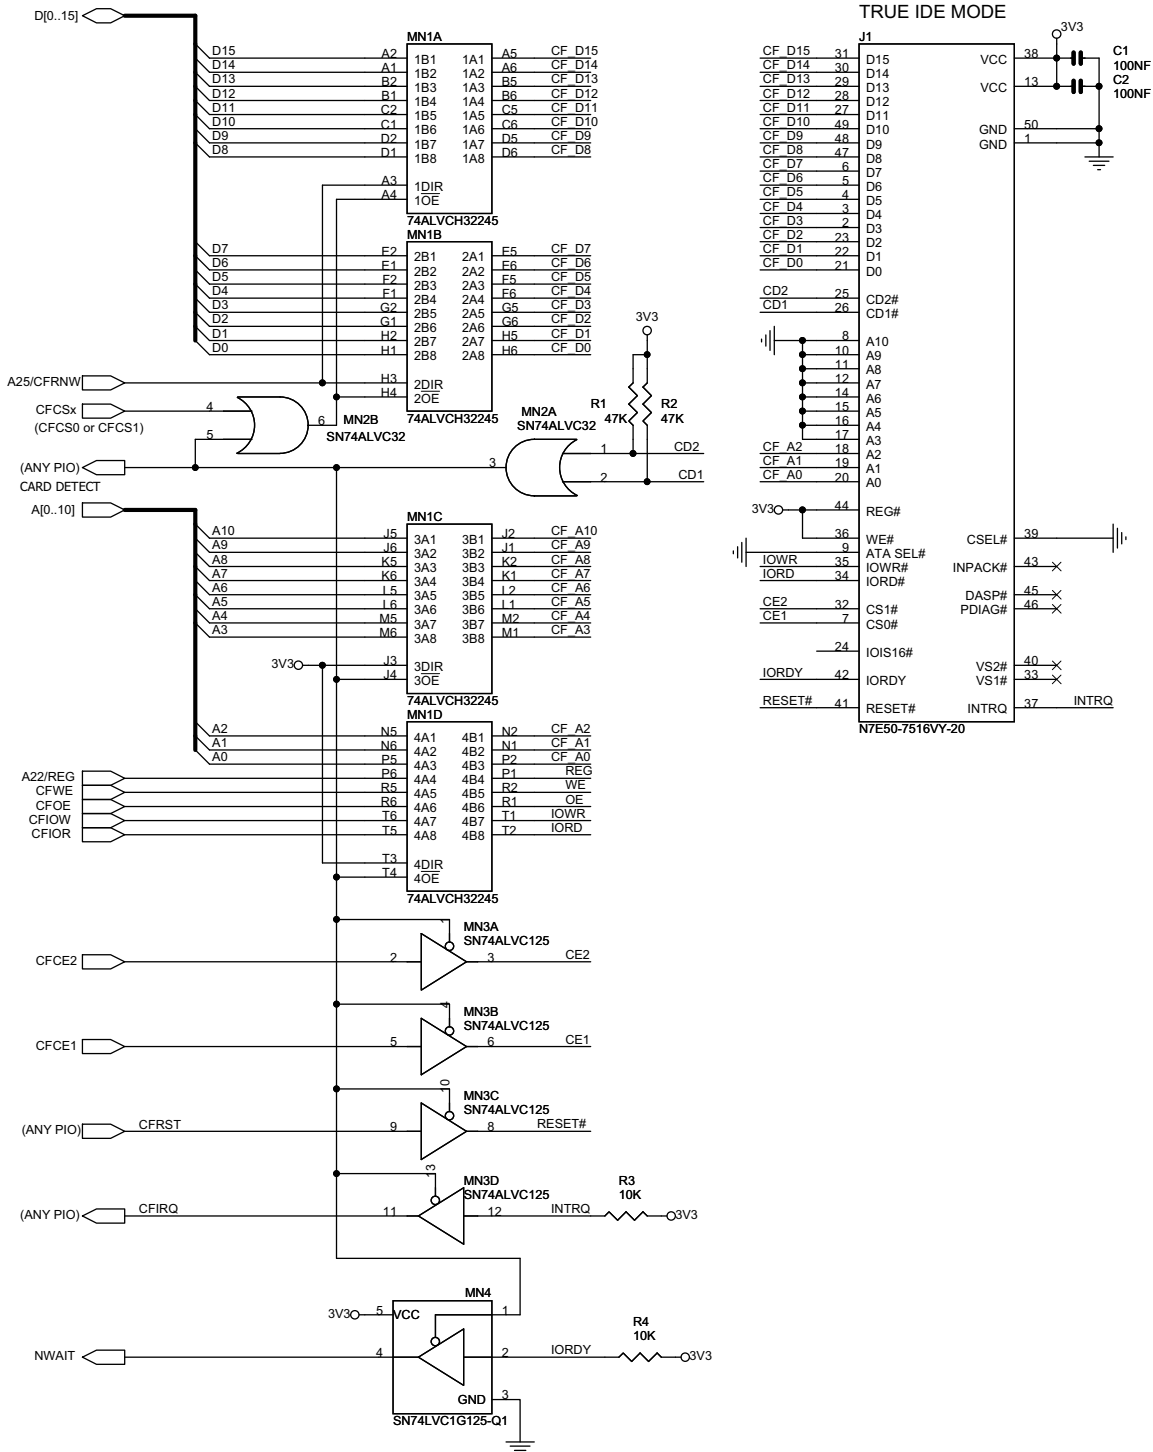 D[0..15]
TRUE IDE MODE
MN1A
D15 A2 1B1 1A1 A5 CF_D15
D14 A1 1B2 1A2 A6 CF_D14
D13 B2 1B3 1A3 B5 CF_D13
D12 B1 1B4 1A4 B6 CF_D12
D11 C2 1B5 1A5 C5 CF_D11
D10 C1 1B6 1A6 C6 CF_D10
D9 D2 1B7 1A7 D5 CF_D9
D8 D1 1B8 1A8 D6 CF_D8
A3 1DIR
A4 1OE
74ALVCH32245
MN1B
D7 E2 2B1 2A1 E5 CF_D7
D6 E1 2B2 2A2 E6 CF_D6
D5 F2 2B3 2A3 F5 CF_D5
D4 F1 2B4 2A4 F6 CF_D4
D3 G2 2B5 2A5 G5 CF_D3
D2 G1 2B6 2A6 G6 CF_D2
D1 H2 2B7 2A7 H5 CF_D1
D0 H1 2B8 2A8 H6 CF_D0
A25/CFRNW H3 2DIR
H4 2OE
74ALVCH32245
CFCSx 4
(CFCS0 or CFCS1)
5 6
MN2B
SN74ALVC32
3V3
R1
47K
R2
47K
MN2A
SN74ALVC32
1 CD2
2 CD1
3
(ANY PIO)
CARD DETECT
A[0..10]
MN1C
A10 J5 3A1 3B1 J2 CF_A10
A9 J6 3A2 3B2 J1 CF_A9
A8 K5 3A3 3B3 K2 CF_A8
A7 K6 3A4 3B4 K1 CF_A7
A6 L5 3A5 3B5 L2 CF_A6
A5 L6 3A6 3B6 L1 CF_A5
A4 M5 3A7 3B7 M2 CF_A4
A3 M6 3A8 3B8 M1 CF_A3
3V3 J3 3DIR
J4 3OE
74ALVCH32245
MN1D
A2 N5 4A1 4B1 N2 CF_A2
A1 N6 4A2 4B2 N1 CF_A1
A0 P5 4A3 4B3 P2 CF_A0
A22/REG P6 4A4 4B4 P1 REG
CFWE R5 4A5 4B5 R2 WE
CFOE R6 4A6 4B6 R1 OE
CFIOW T6 4A7 4B7 T1 IOWR
CFIOR T5 4A8 4B8 T2 IORD
T3 4DIR
T4 4OE
74ALVCH32245
1
MN3A
SN74ALVC125
CFCE2 2 3 CE2
4
MN3B
SN74ALVC125
CFCE1 5 6 CE1
10
MN3C
SN74ALVC125
(ANY PIO) CFRST 9 8 RESET#
13
MN3D
SN74ALVC125
R3
10K
(ANY PIO) CFIRQ 11 12 INTRQ 3V3
MN4
3V3 5 VCC 1
R4
10K
NWAIT 4 2 IORDY 3V3
GND 3
SN74LVC1G125-Q1
J1
CF_D15 31 D15
CF_D14 30 D14
CF_D13 29 D13
CF_D12 28 D12
CF_D11 27 D11
CF_D10 49 D10
CF_D9 48 D9
CF_D8 47 D8
CF_D7 6 D7
CF_D6 5 D6
CF_D5 4 D5
CF_D4 3 D4
CF_D3 2 D3
CF_D2 23 D2
CF_D1 22 D1
CF_D0 21 D0
CD2 25 CD2#
CD1 26 CD1#
8 A10
10 A9
11 A8
12 A7
14 A6
15 A5
16 A4
17 A3
CF_A2 18 A2
CF_A1 19 A1
CF_A0 20 A0
3V3 44 REG#
36 WE#
9 ATA SEL#
IOWR 35 IOWR#
IORD 34 IORD#
CE2 32 CS1#
CE1 7 CS0#
24 IOIS16#
IORDY 42 IORDY
RESET# 41 RESET#
3V3
VCC 38
C1
100NF
VCC 13
C2
100NF
GND 50
GND 1
CSEL# 39
INPACK# 43
DASP# 45
PDIAG# 46
VS2# 40
VS1# 33
INTRQ 37 INTRQ
N7E50-7516VY-20